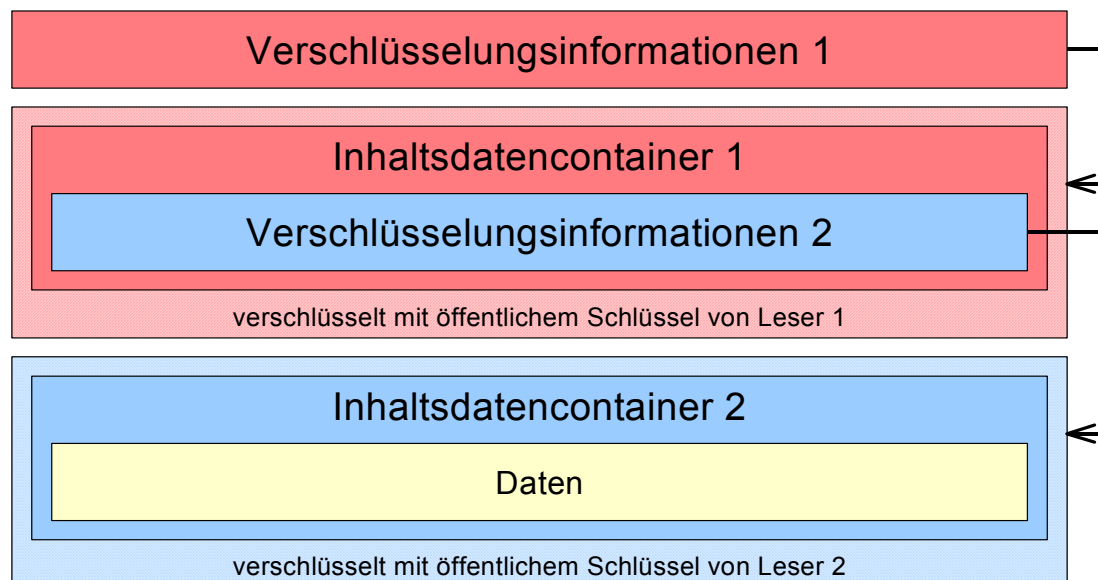 Verschlüsselungsinformationen 1
Inhaltsdatencontainer 1
Verschlüsselungsinformationen 2
verschlüsselt mit öffentlichem Schlüssel von Leser 1
Inhaltsdatencontainer 2
Daten
verschlüsselt mit öffentlichem Schlüssel von Leser 2